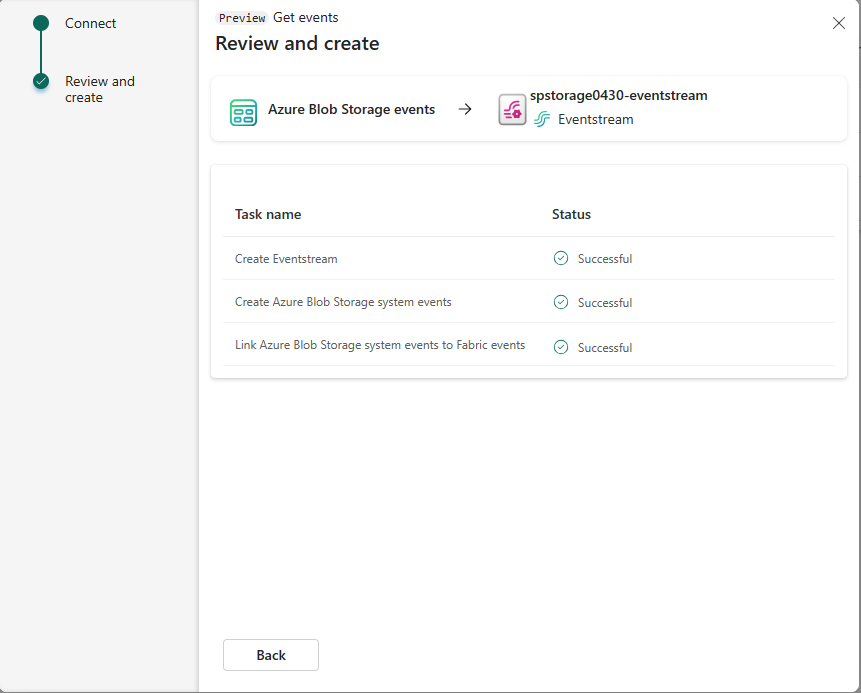 Connect
Review and
create
Preview Get events
Review and create
Azure Blob Storage events
spstorage0430-eventstream
Eventstream
Task name Status
Create Eventstream Successful
Create Azure Blob Storage system events Successful
Link Azure Blob Storage system events to Fabric events Successful
Back